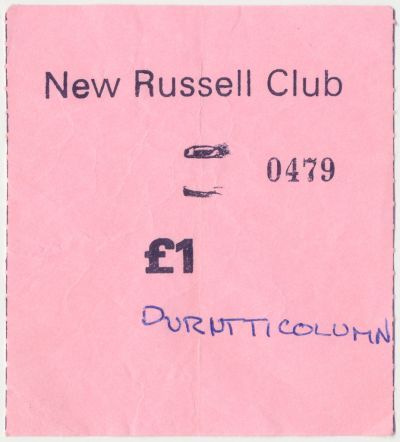 New Russell Club
0479
£1
DURUTTICOLUMN